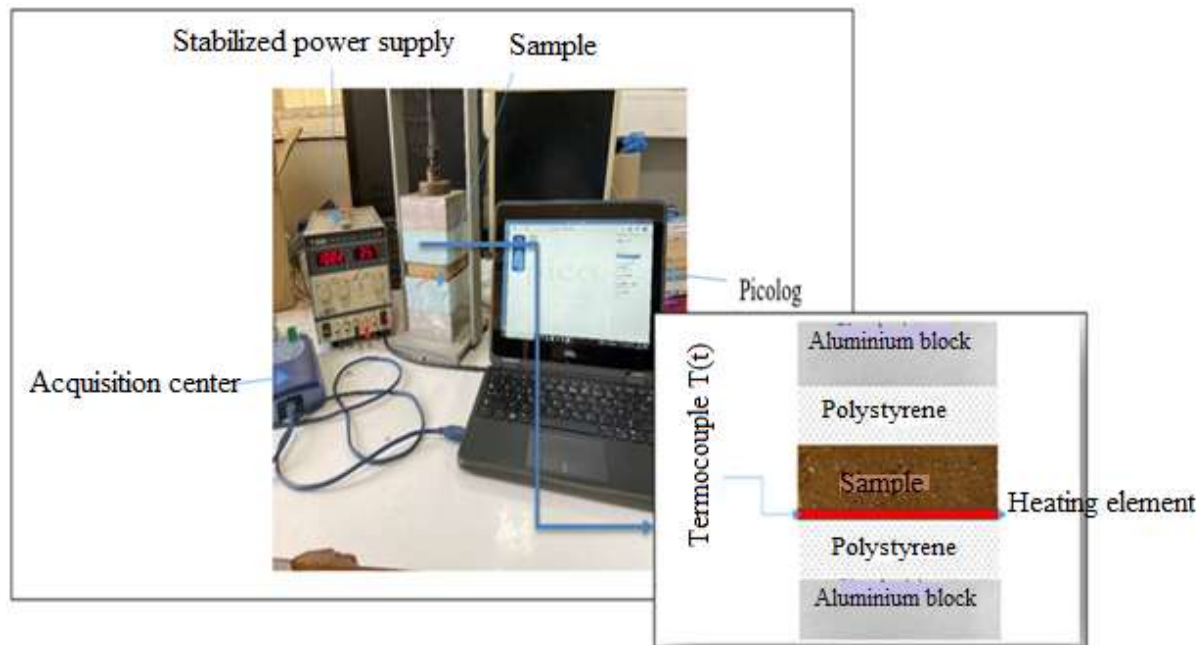 Stabilized power supply
Sample
Picolog
Acquisition center
Termocouple T(t)
Aluminium block
Polystyrene
Sample
Heating element
Polystyrene
Aluminium block